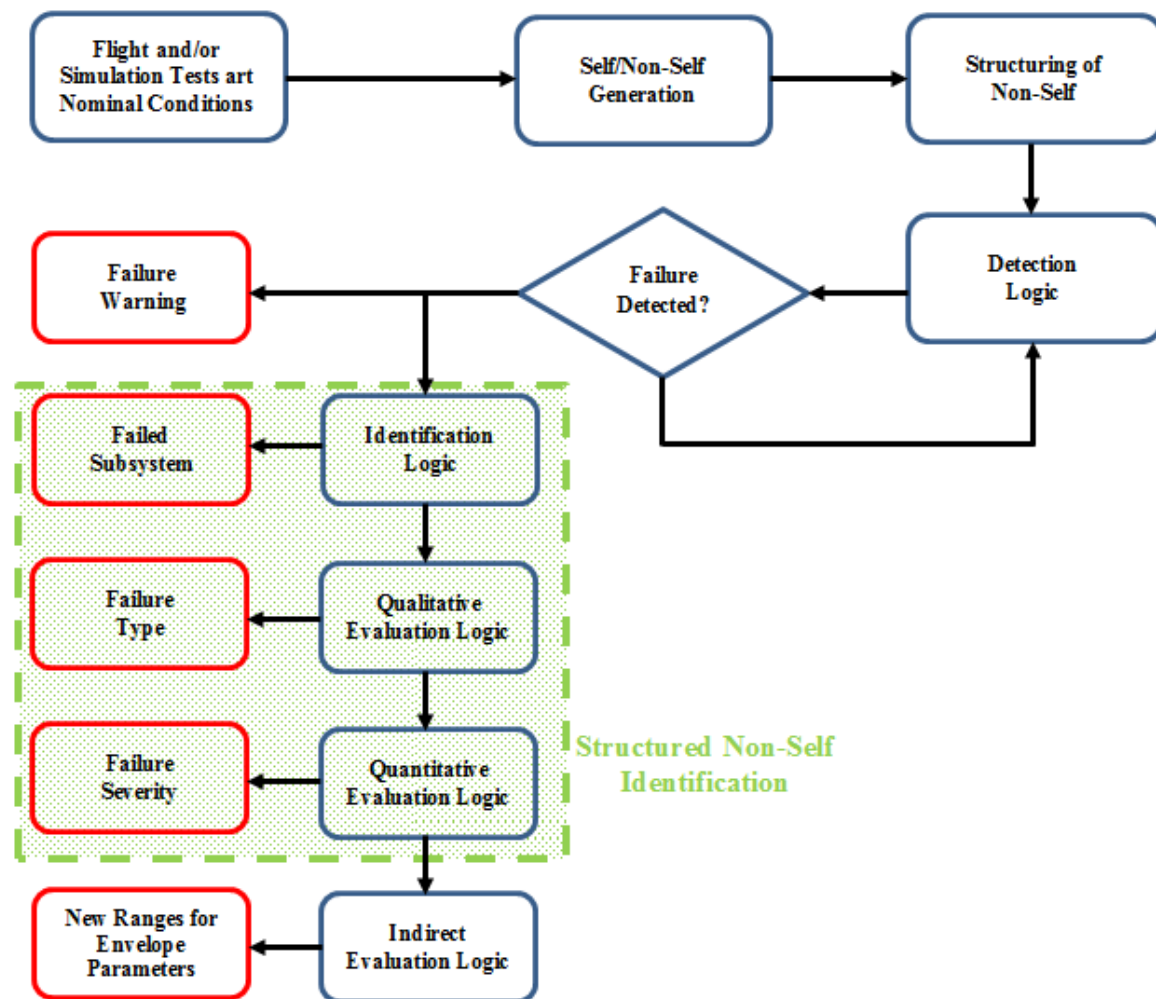 Flight and/or
Simulation Tests art
Nominal Conditions
Self/Non-Self
Generation
Structuring of
Non-Self
Failure
Warning
Failure
Detected?
Detection
Logic
Failed
Subsystem
Identification
Logic
Failure
Type
Qualitative
Evaluation Logic
Failure
Severity
Quantitative
Evaluation Logic
Structured Non-Self
Identification
New Ranges for
Envelope
Parameters
Indirect
Evaluation Logic